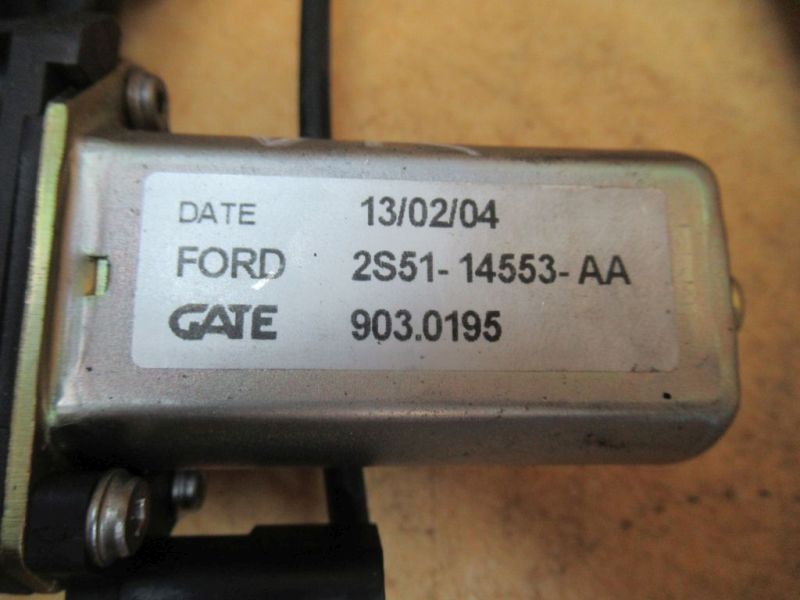 DATE 13/02/04
FORD 2S51-14553-AA
GATE 903.0195